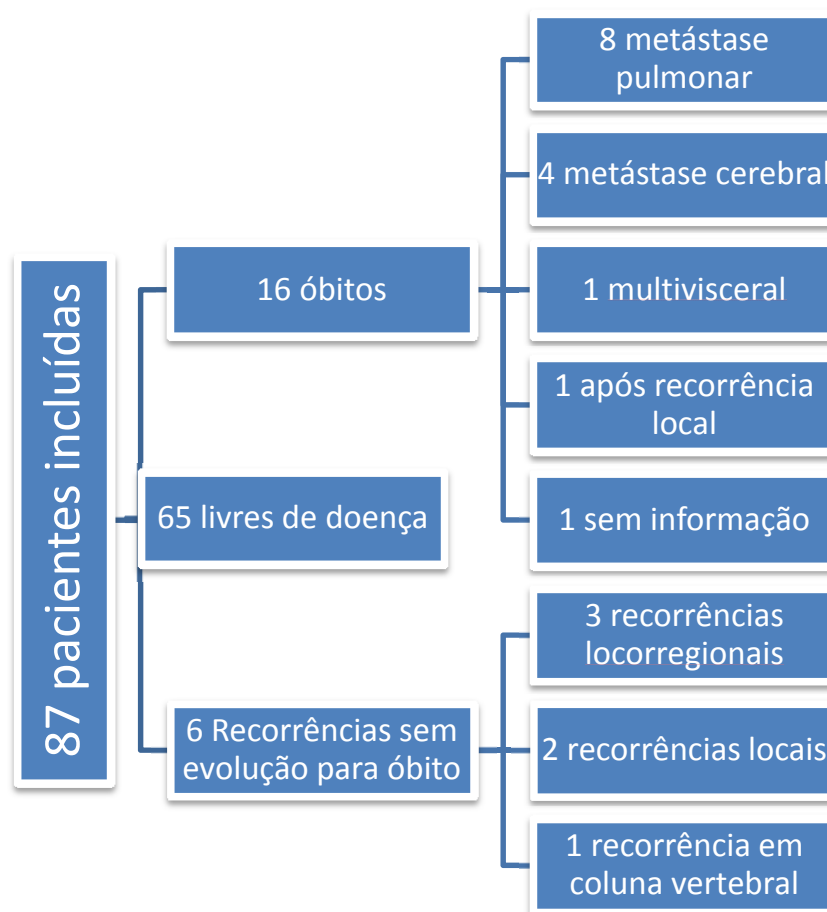 87 pacientes incluídas
16 óbitos
8 metástase
pulmonar
4 metástase cerebral
1 multivisceral
1 após recorrência
local
1 sem informação
65 livres de doença
6 Recorrências sem
evolução para óbito
3 recorrências
locorregionais
2 recorrências locais
1 recorrência em
coluna vertebral